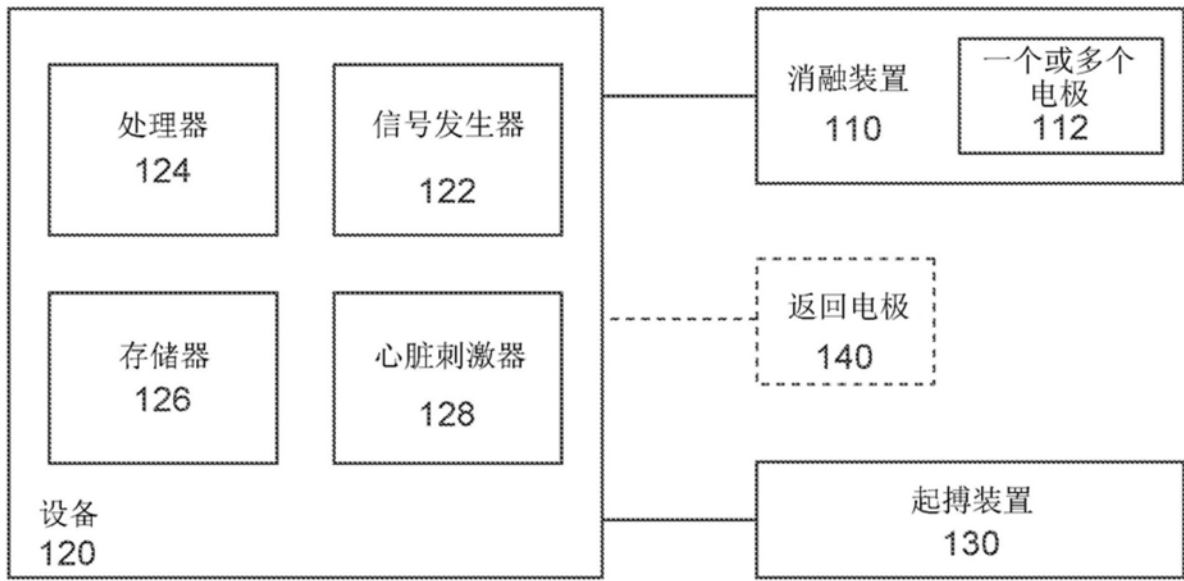 处理器
124
信号发生器
122
存储器
126
心脏刺激器
128
设备
120
消融装置
110
一个或多个
电极
112
返回电极
140
起搏装置
130